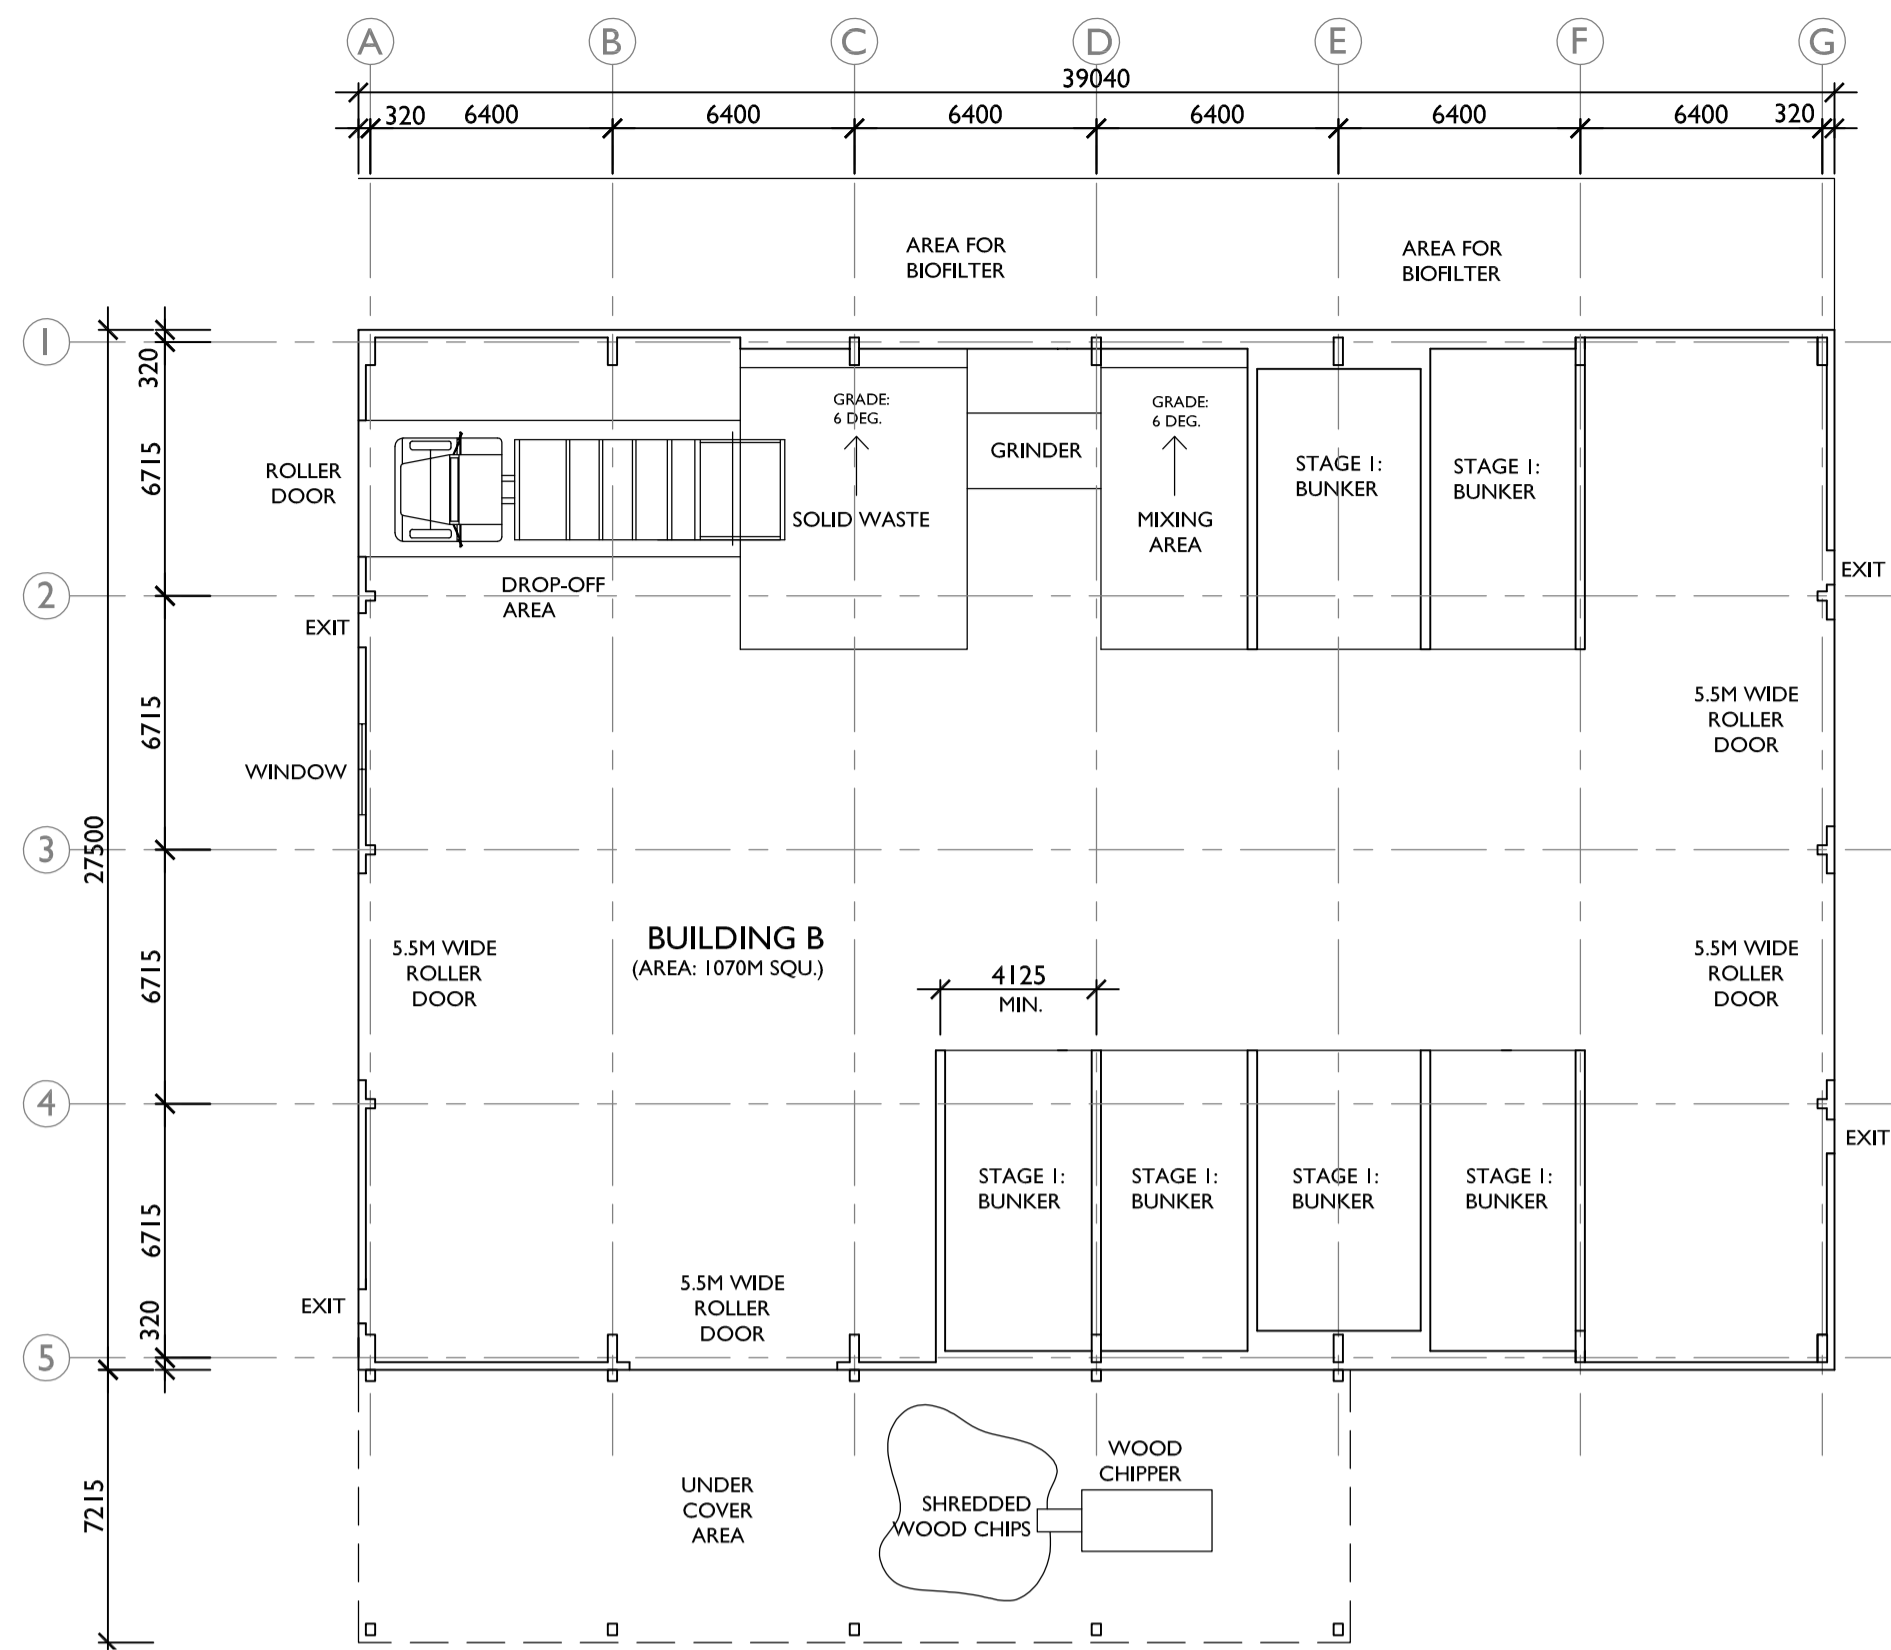 A B C D E F G
39040
320 6400 6400 6400 6400 6400 6400 320
AREA FOR
BIOFILTER
AREA FOR
BIOFILTER
1
320
6715
GRADE:
6 DEG.
GRADE:
6 DEG.
GRINDER
ROLLER
DOOR
STAGE 1:
BUNKER
STAGE 1:
BUNKER
SOLID WASTE
MIXING
AREA
DROP-OFF
AREA
EXIT
2
EXIT
6715
5.5M WIDE
ROLLER
DOOR
WINDOW
27500
3
6715
5.5M WIDE
ROLLER
DOOR
BUILDING B
(AREA: 1070M SQU.)
5.5M WIDE
ROLLER
DOOR
4125
MIN.
4
EXIT
STAGE 1:
BUNKER
STAGE 1:
BUNKER
STAGE 1:
BUNKER
STAGE 1:
BUNKER
6715
320
EXIT
5.5M WIDE
ROLLER
DOOR
5
7215
UNDER
COVER
AREA
WOOD
CHIPPER
SHREDDED
WOOD CHIPS